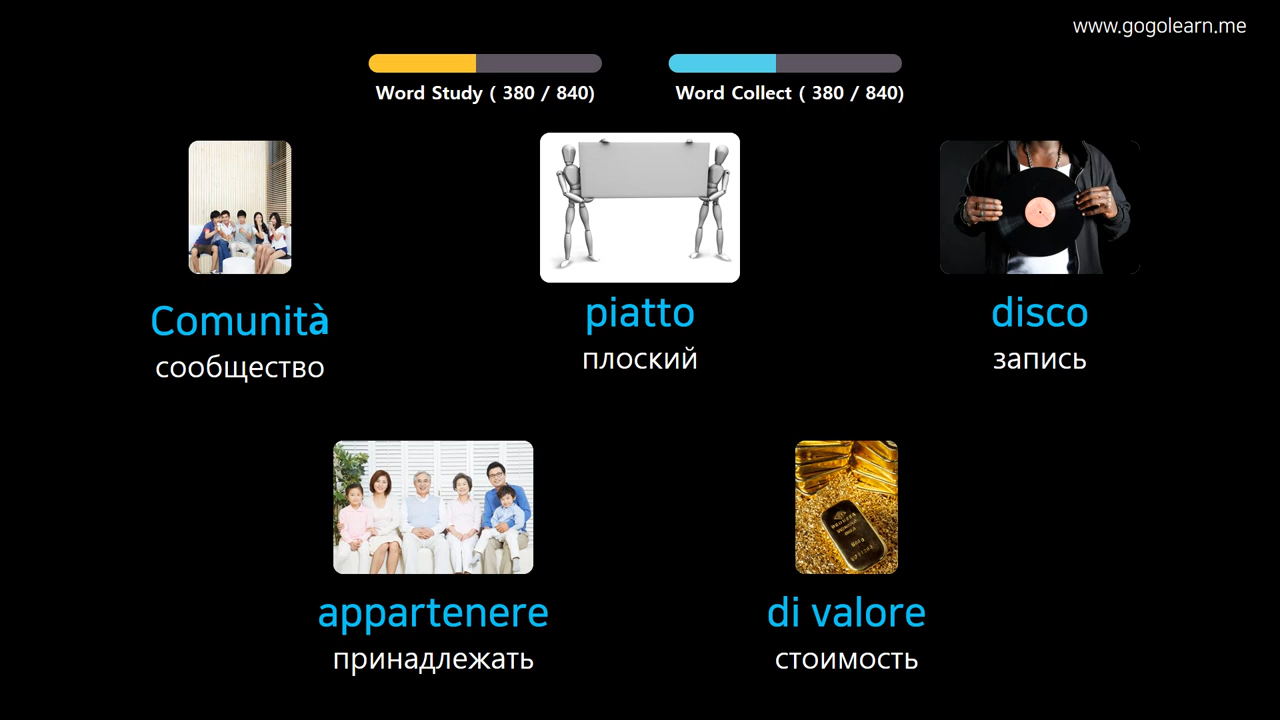 www.gogolearn.me
Word Study ( 380 / 840)
Word Collect ( 380 / 840)
Comunità
piatto
disco
сообщество
плоский
запись
appartenere
di valore
принадлежать
стоимость